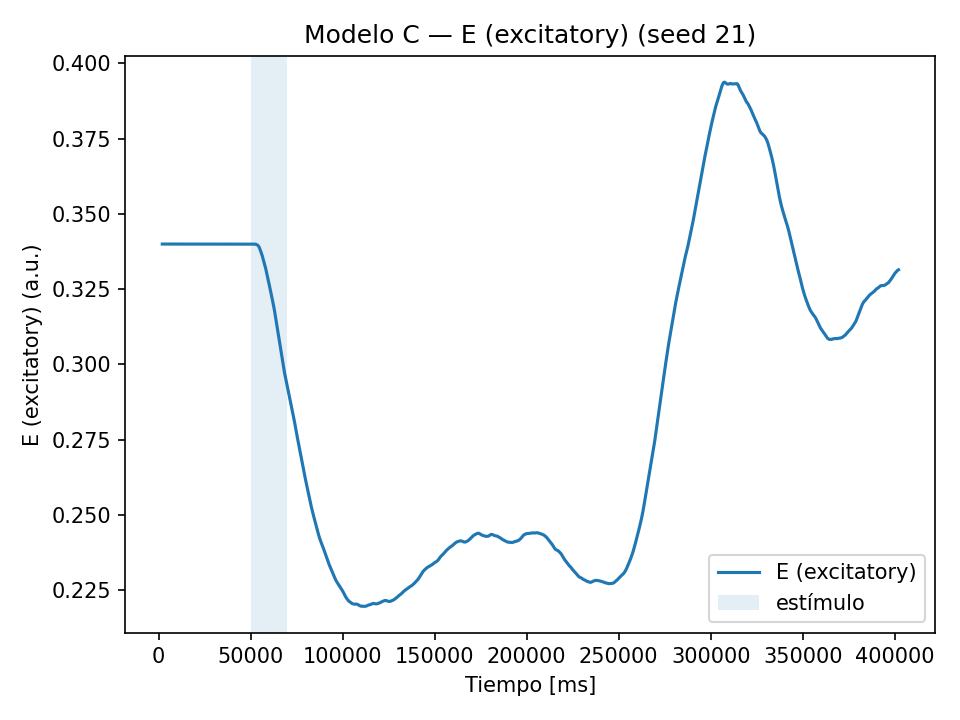 Modelo C — E (excitatory) (seed 21)
E (excitatory) (a.u.)
0.400
0.375
0.350
0.325
0.300
0.275
0.250
0.225
E (excitatory)
estímulo
0 50000 100000 150000 200000 250000 300000 350000 400000
Tiempo [ms]